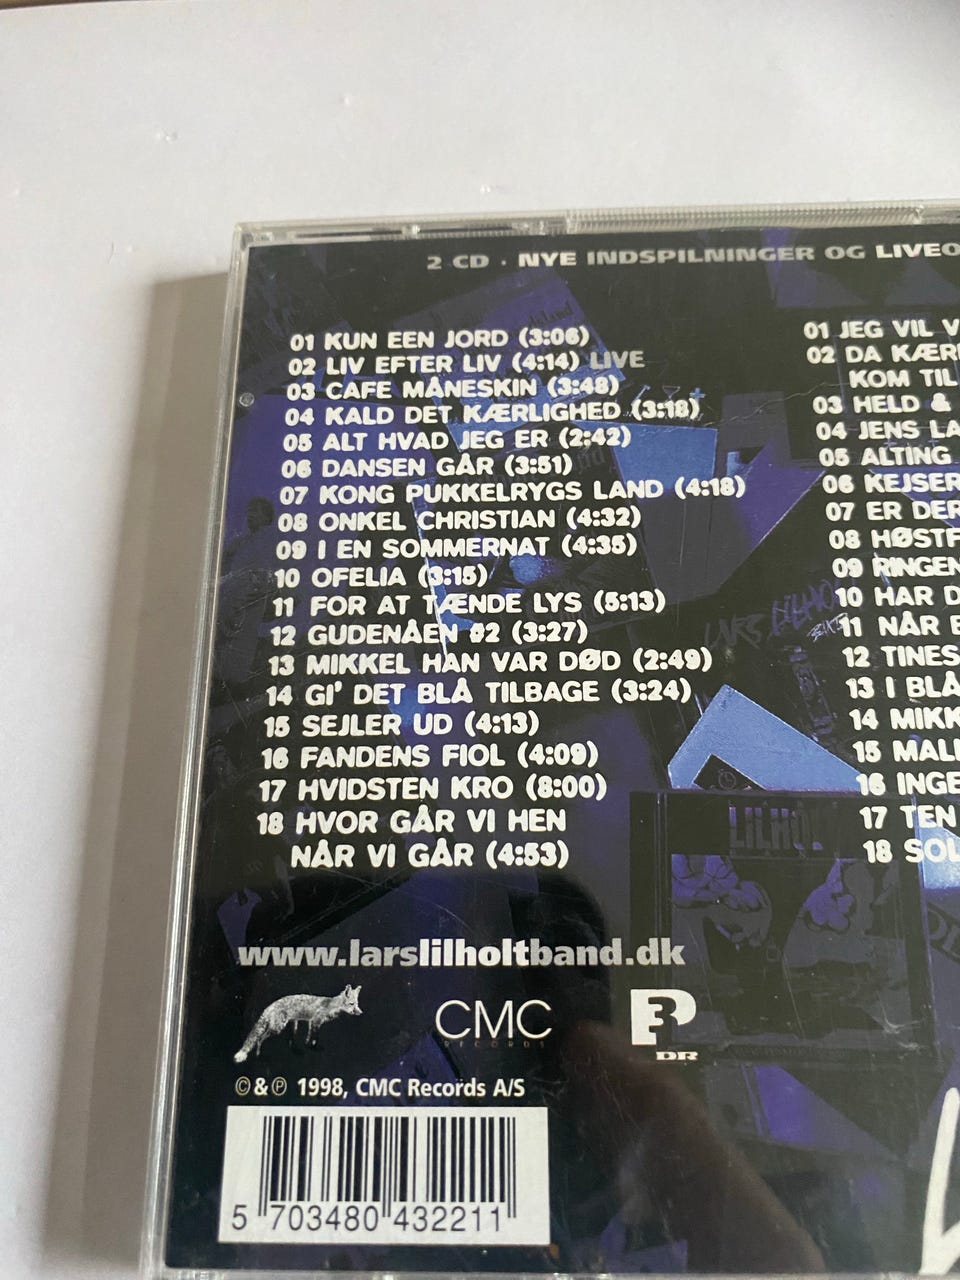 2 CD · NYE INDSPILNINGER OG LIVEO
01 KUN EEN JORD (3:06)
02 LIV EFTER LIV (4:14) LIVE
03 CAFE MÅNESKIN (3:48)
04 KALD DET KÆRLIGHED (3:18)
05 ALT HVAD JEG ER (2:42)
06 DANSEN GÅR (3:51)
07 KONG PUKKELRYGS LAND (4:18)
08 ONKEL CHRISTIAN (4:32)
09 I EN SOMMERNAT (4:35)
10 OFELIA (3:15)
11 FOR AT TÆNDE LYS (5:13)
12 GUDENÅEN #2 (3:27)
13 MIKKEL HAN VAR DØD (2:49)
14 GI' DET BLÅ TILBAGE (3:24)
15 SEJLER UD (4:13)
16 FANDENS FIOL (4:09)
17 HVIDSTEN KRO (8:00)
18 HVOR GÅR VI HEN
NÅR VI GÅR (4:53)
01 JEG VIL V
02 DA KÆR
KOM TIL
03 HELD &
04 JENS LA
05 ALTING
06 KEJSER
07 ER DER
08 HØSTF
09 RINGEN
10 HAR D
11 NÅR E
12 TINES
13 I BLÅ
14 MIKK
15 MALI
16 INGE
17 TEN
18 SOL
LARS LILHO
LILHO
www.larslilholtband.dk
CMC
RECORDS
P3
DR
©&℗ 1998, CMC Records A/S
5 703480 432211